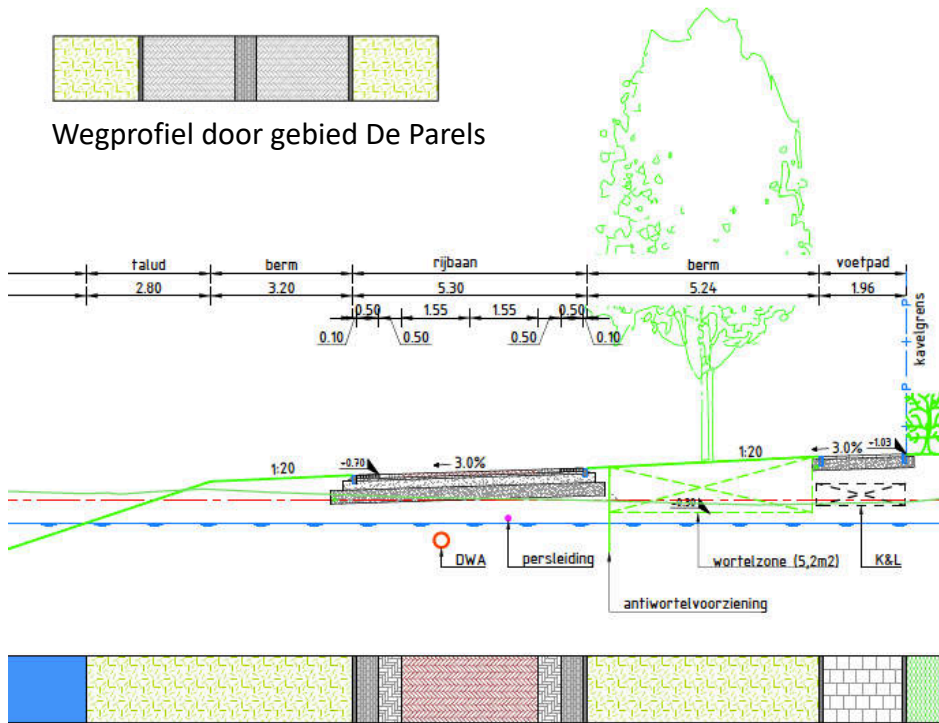 Wegprofiel door gebied De Parels
talud berm rijbaan berm voetpad
2.80 3.20 5.30 5.24 1.96
0.50 1.55 1.55 0.50
0.10 0.50 0.50 0.10
P
kavelgrens
P
1:20 -0.70 3.0% 1:20 3.0% -1.03
-0.30
DWA persleiding wortelzone (5,2m2) K&L
antiwortelvoorziening